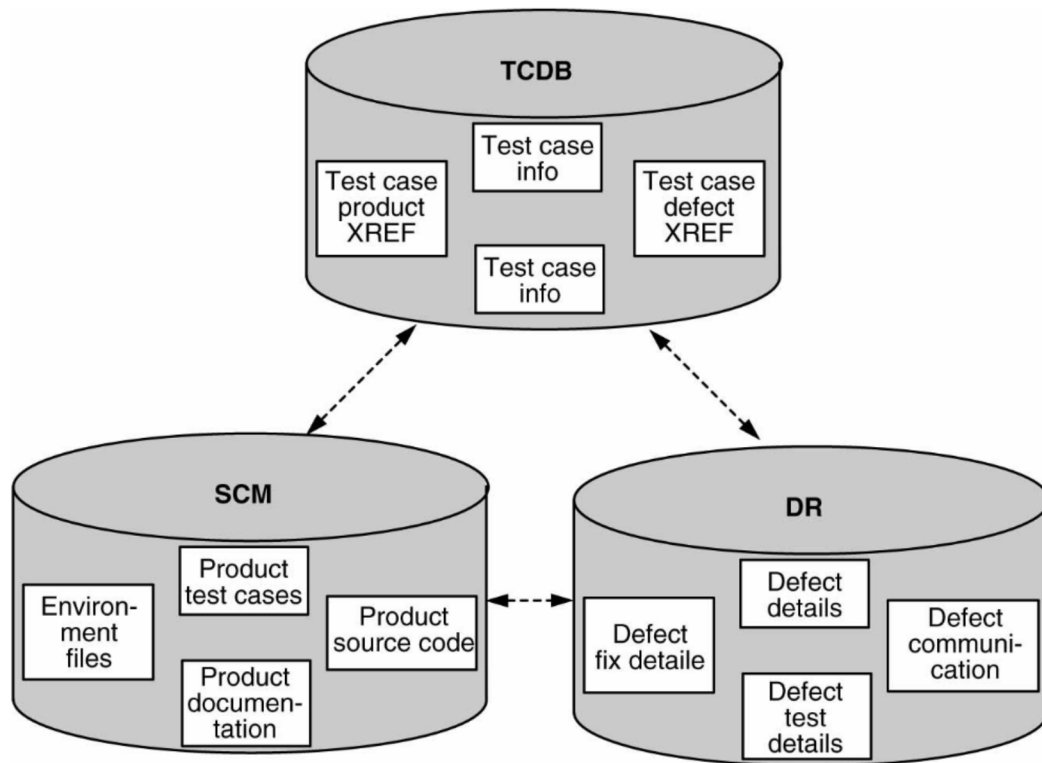 TCDB
Test case
info
Test case
product
XREF
Test case
defect
XREF
Test case
info
SCM
Product
test cases
Environ-
ment
files
Product
source code
Product
documen-
tation
DR
Defect
details
Defect
fix detaile
Defect
communi-
cation
Defect
test
details